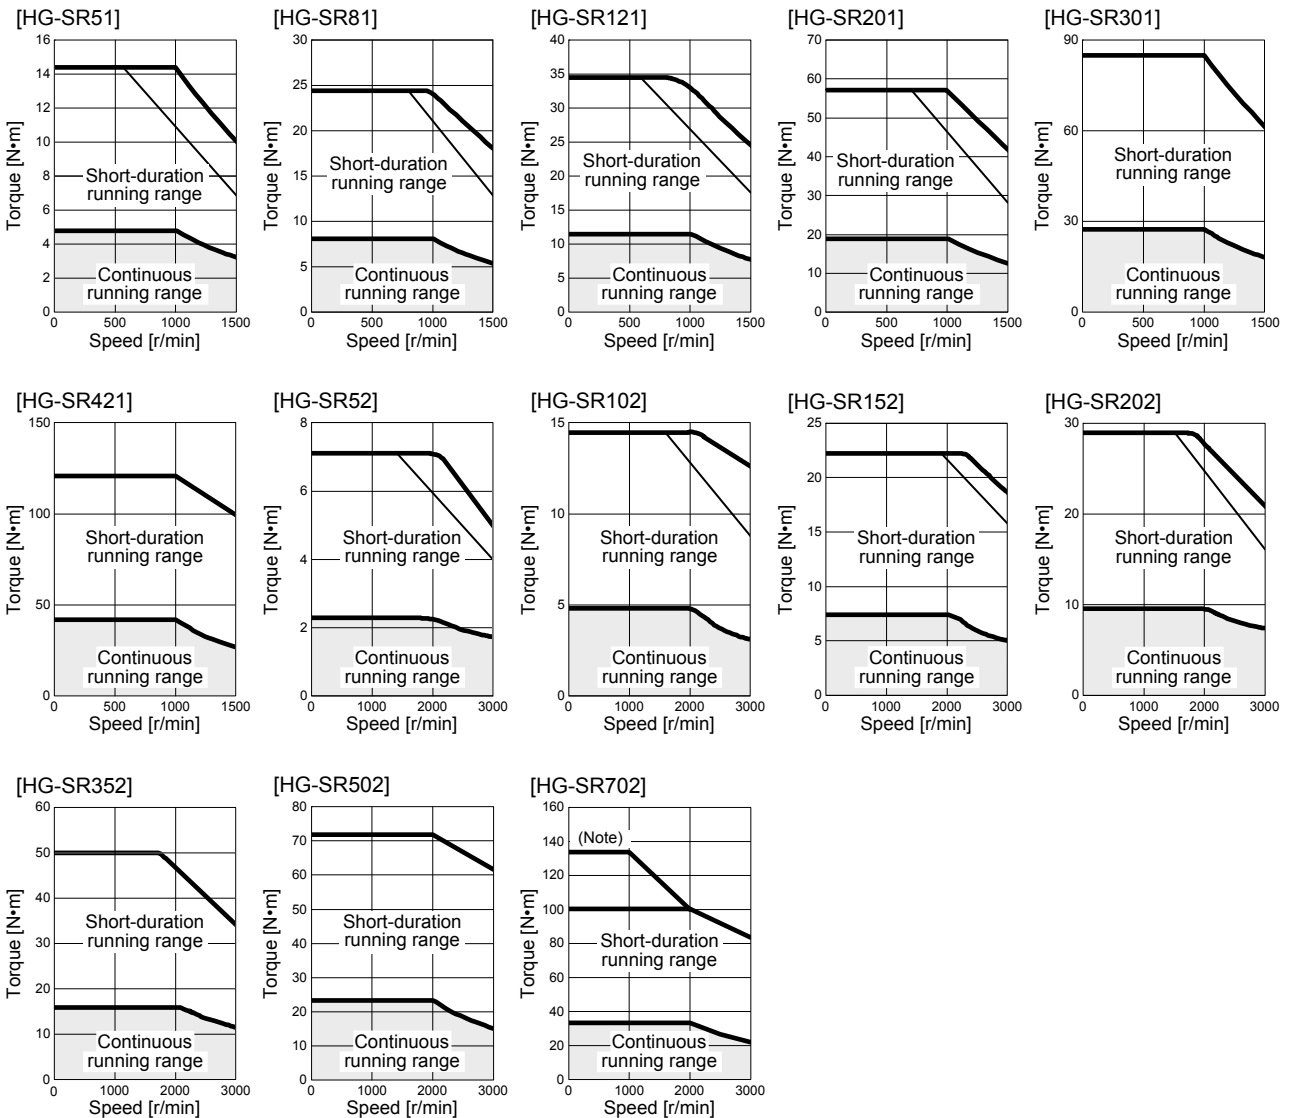 [HG-SR51]
16
14
12
10
8
6
4
2
0
Torque [N•m]
Short-duration
running range
Continuous
running range
0 500 1000 1500
Speed [r/min]
[HG-SR81]
30
25
20
15
10
5
0
Torque [N•m]
Short-duration
running range
Continuous
running range
0 500 1000 1500
Speed [r/min]
[HG-SR121]
40
35
30
25
20
15
10
5
0
Torque [N•m]
Short-duration
running range
Continuous
running range
0 500 1000 1500
Speed [r/min]
[HG-SR201]
70
60
50
40
30
20
10
0
Torque [N•m]
Short-duration
running range
Continuous
running range
0 500 1000 1500
Speed [r/min]
[HG-SR301]
90
60
30
0
Torque [N•m]
Short-duration
running range
Continuous
running range
0 500 1000 1500
Speed [r/min]
[HG-SR421]
150
100
50
0
Torque [N•m]
Short-duration
running range
Continuous
running range
0 500 1000 1500
Speed [r/min]
[HG-SR52]
8
6
4
2
0
Torque [N•m]
Short-duration
running range
Continuous
running range
0 1000 2000 3000
Speed [r/min]
[HG-SR102]
15
10
5
0
Torque [N•m]
Short-duration
running range
Continuous
running range
0 1000 2000 3000
Speed [r/min]
[HG-SR152]
25
22
15
10
5
0
Torque [N•m]
Short-duration
running range
Continuous
running range
0 1000 2000 3000
Speed [r/min]
[HG-SR202]
30
20
10
0
Torque [N•m]
Short-duration
running range
Continuous
running range
0 1000 2000 3000
Speed [r/min]
[HG-SR352]
60
50
40
30
20
10
0
Torque [N•m]
Short-duration
running range
Continuous
running range
0 1000 2000 3000
Speed [r/min]
[HG-SR502]
80
70
60
50
40
30
20
10
0
Torque [N•m]
Short-duration
running range
Continuous
running range
0 1000 2000 3000
Speed [r/min]
[HG-SR702]
160
140
120
100
80
60
40
20
0
Torque [N•m]
(Note)
Short-duration
running range
Continuous
running range
0 1000 2000 3000
Speed [r/min]